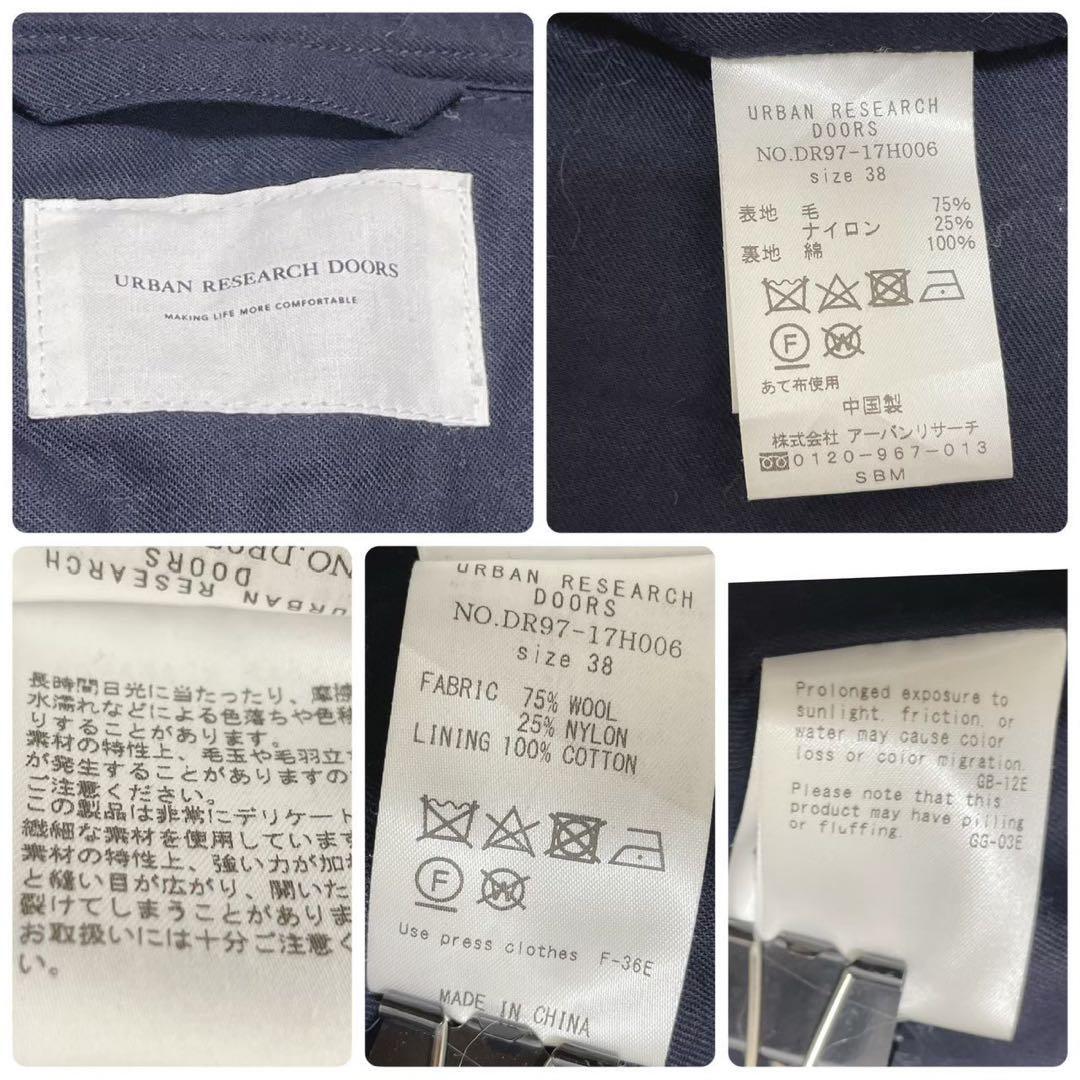 URBAN RESEARCH DOORS
MAKING LIFE MORE COMFORTABLE
URBAN RESEARCH
DOORS
NO.DR97-17H006
size 38
表地 毛 75%
ナイロン 25%
裏地 綿 100%
F W
あて布使用
中国製
株式会社 アーバンリサーチ
0120-967-013
SBM
URBAN RESEARCH
DOORS
長時間日光に当たったり、摩擦
水濡れなどによる色落ちや色移
りすることがあります。
素材の特性上、毛玉や毛羽立
が発生することがありますの
ご注意ください。
この製品は非常にデリケート
繊細な素材を使用しています
素材の特性上、強い力が加
と縫い目が広がり、開いた
裂けてしまうことがありま
お取扱いには十分ご注意く
い。
URBAN RESEARCH
DOORS
NO.DR97-17H006
size 38
FABRIC 75% WOOL
25% NYLON
LINING 100% COTTON
F W
Use press clothes F-36E
MADE IN CHINA
Prolonged exposure to
sunlight, friction, or
water may cause color
loss or color migration.
GB-12E
Please note that this
product may have pilling
or fluffing.
GG-03E